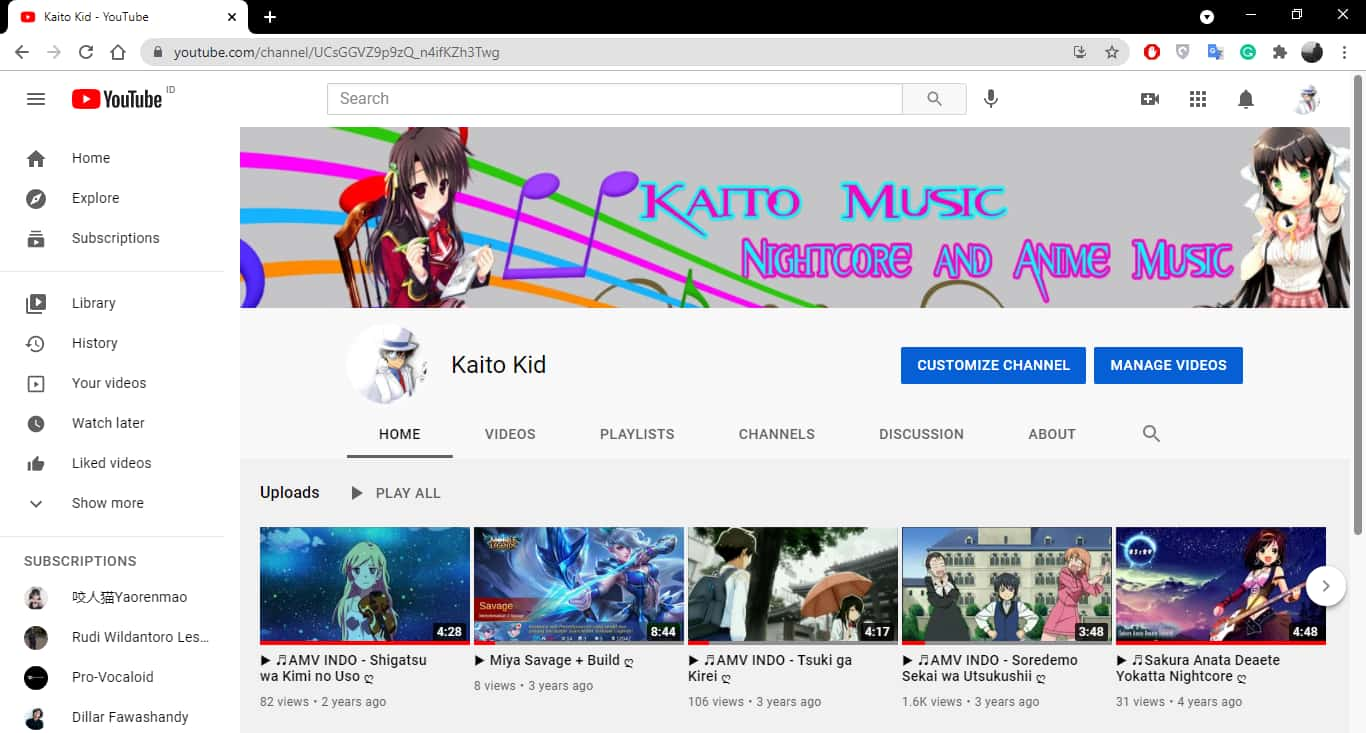 Kaito Kid - YouTube
youtube.com/channel/UCsGGVZ9p9zQ_n4ifKZh3Twg
YouTube ID
Search
Home
Explore
Subscriptions
Library
History
Your videos
Watch later
Liked videos
Show more
SUBSCRIPTIONS
咬人猫Yaorenmao
Rudi Wildantoro Les...
Pro-Vocaloid
Dillar Fawashandy
Kaito Music
Nightcore and Anime Music
Kaito Kid
CUSTOMIZE CHANNEL
MANAGE VIDEOS
HOME VIDEOS PLAYLISTS CHANNELS DISCUSSION ABOUT
Uploads
PLAY ALL
4:28
▶ ♬AMV INDO - Shigatsu
wa Kimi no Uso ღ
82 views • 2 years ago
MOBILE
LEGENDS
Savage
8:44
▶ Miya Savage + Build ღ
8 views • 3 years ago
4:17
▶ ♬AMV INDO - Tsuki ga
Kirei ღ
106 views • 3 years ago
3:48
▶ ♬AMV INDO - Soredemo
Sekai wa Utsukushii ღ
1.6K views • 3 years ago
4:48
▶ ♬Sakura Anata Deaete
Yokatta Nightcore ღ
31 views • 4 years ago